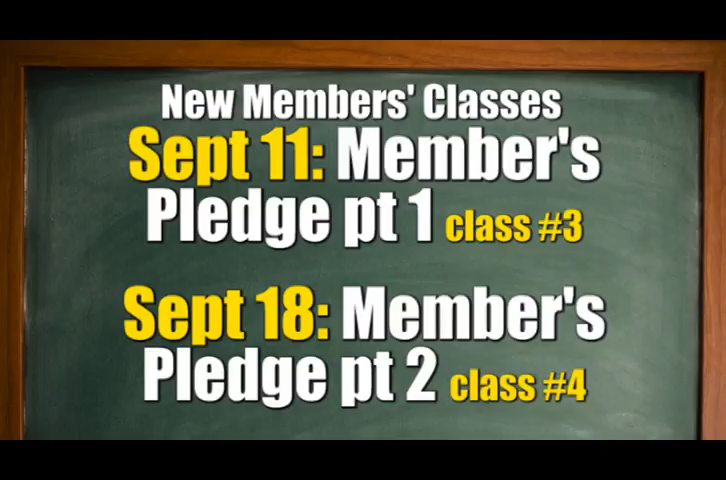 New Members' Classes
Sept 11: Member's
Pledge pt 1 class #3
Sept 18: Member's
Pledge pt 2 class #4